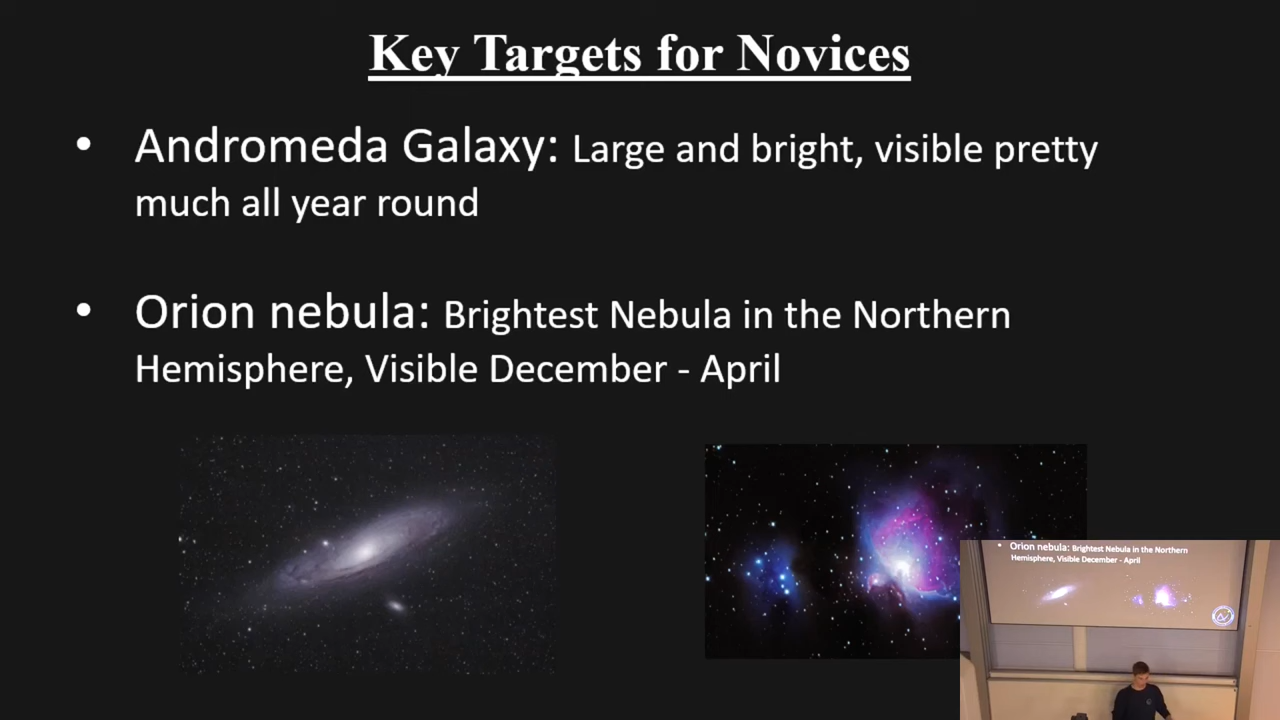 Key Targets for Novices
• Andromeda Galaxy: Large and bright, visible pretty
much all year round
• Orion nebula: Brightest Nebula in the Northern
Hemisphere, Visible December - April
• Orion nebula: Brightest Nebula in the Northern
Hemisphere, Visible December - April